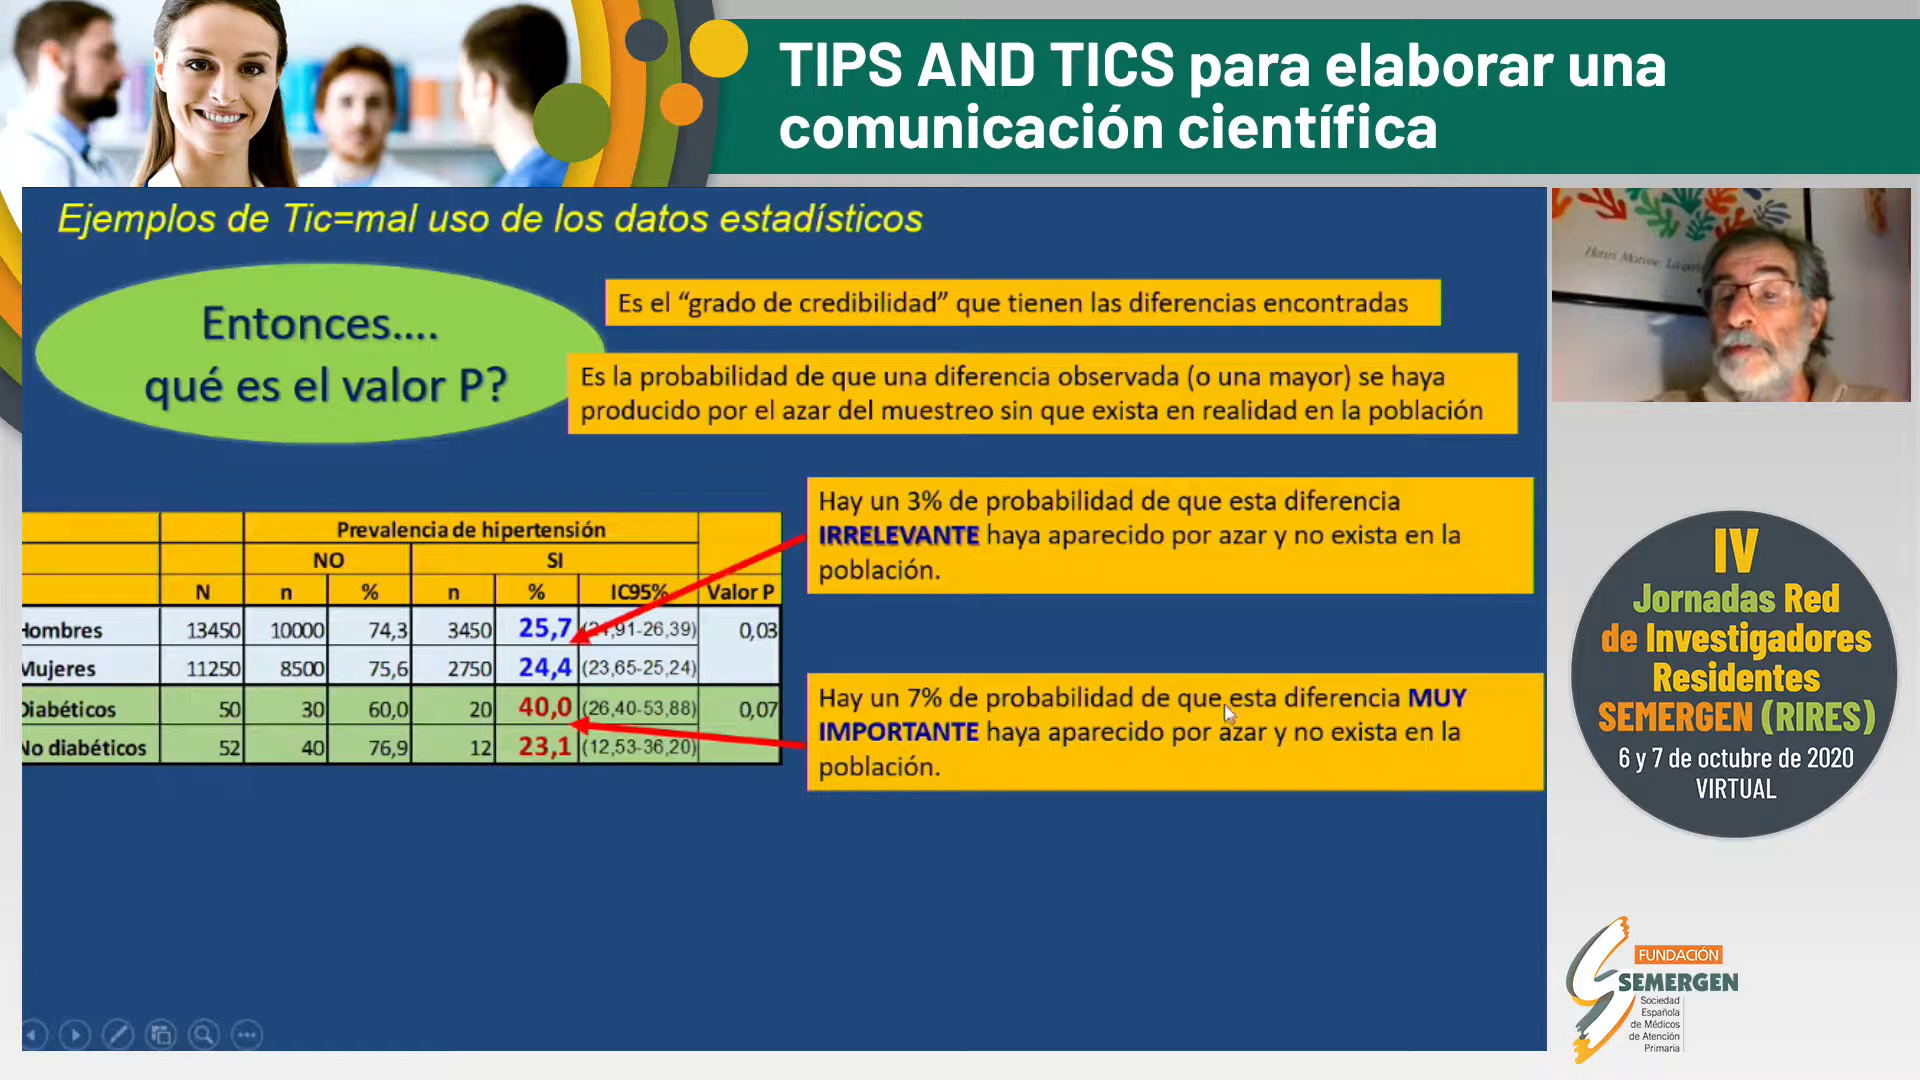 TIPS AND TICS para elaborar una
comunicación científica
Ejemplos de Tic=mal uso de los datos estadísticos
Entonces....
qué es el valor P?
Es el “grado de credibilidad” que tienen las diferencias encontradas
Es la probabilidad de que una diferencia observada (o una mayor) se haya
producido por el azar del muestreo sin que exista en realidad en la población
Hay un 3% de probabilidad de que esta diferencia
IRRELEVANTE haya aparecido por azar y no exista en la
población.
Prevalencia de hipertensión
NO SI
N n % n % IC95% Valor P
Hombres 13450 10000 74,3 3450 25,7 ,91-26,39) 0,03
Mujeres 11250 8500 75,6 2750 24,4 (23,65-25,24)
Diabéticos 50 30 60,0 20 40,0 (26,40-53,88) 0,07
No diabéticos 52 40 76,9 12 23,1 (12,53-36,20)
Hay un 7% de probabilidad de que esta diferencia MUY
IMPORTANTE haya aparecido por azar y no exista en la
población.
Henri Matisse
IV
Jornadas Red
de Investigadores
Residentes
SEMERGEN (RIRES)
6 y 7 de octubre de 2020
VIRTUAL
FUNDACIÓN
SEMERGEN
Sociedad
Española
de Médicos
de Atención
Primaria